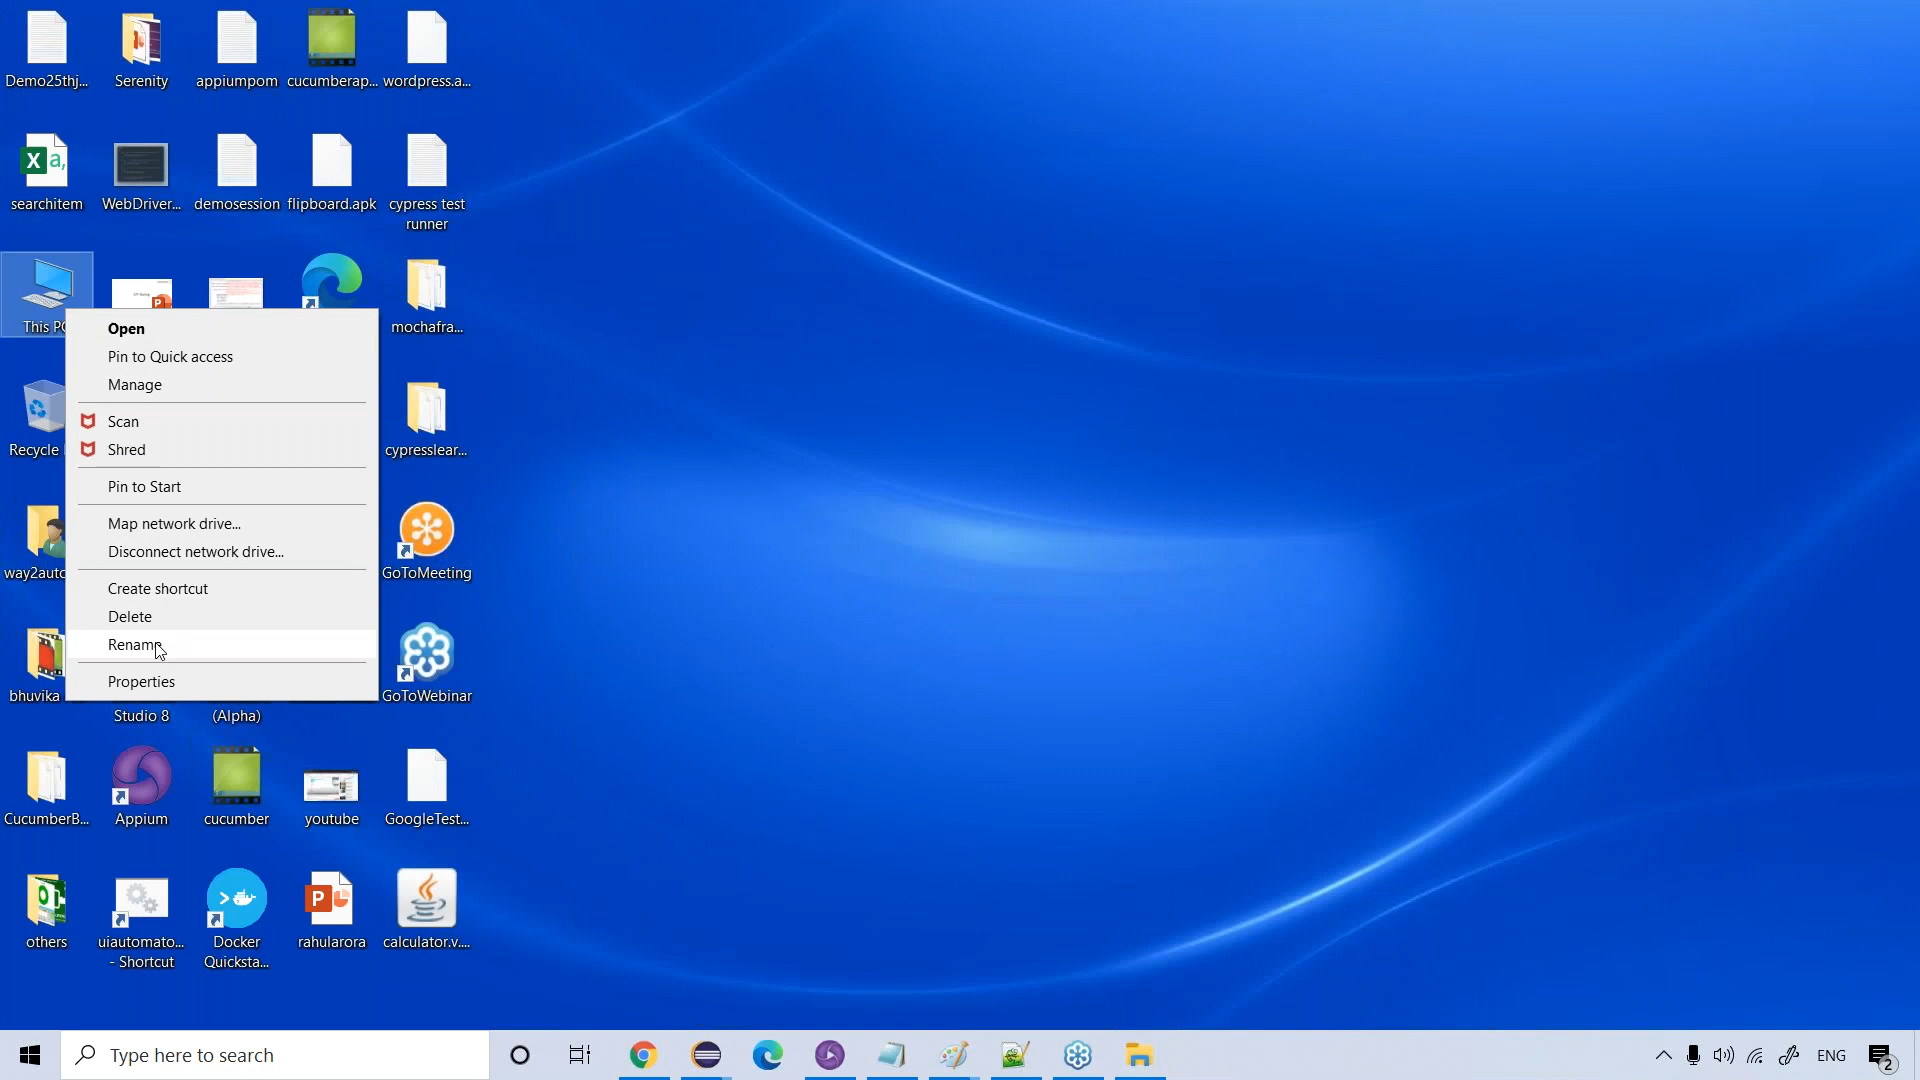 Demo25thj...
Serenity
appiumpom
cucumberap...
wordpress.a...
searchitem
WebDriver...
demosession
flipboard.apk
cypress test
runner
This PC
mochafra...
Open
Pin to Quick access
Manage
Scan
Shred
Pin to Start
Map network drive...
Disconnect network drive...
Create shortcut
Delete
Rename
Properties
Recycle
cypresslear...
way2auto
GoToMeeting
bhuvika
Studio 8
(Alpha)
GoToWebinar
CucumberB...
Appium
cucumber
youtube
GoogleTest...
others
uiautomato...
- Shortcut
Docker
Quicksta...
rahularora
calculator.v....
Type here to search
ENG
2